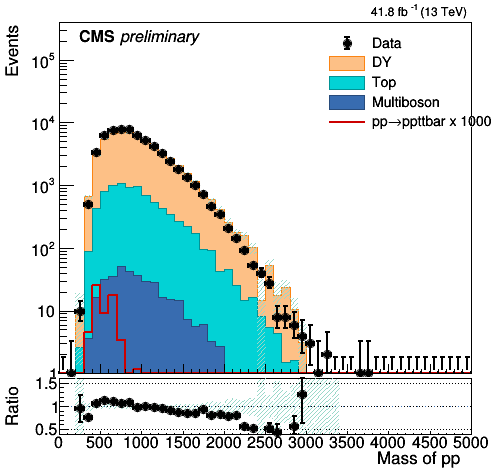 41.8 fb⁻¹ (13 TeV)
CMS preliminary
Events
Data
DY
Top
Multiboson
pp→ppttbar x 1000
10⁵
10⁴
10³
10²
10
1
1.5
1
0.5
Ratio
0 500 1000 1500 2000 2500 3000 3500 4000 4500 5000
Mass of pp